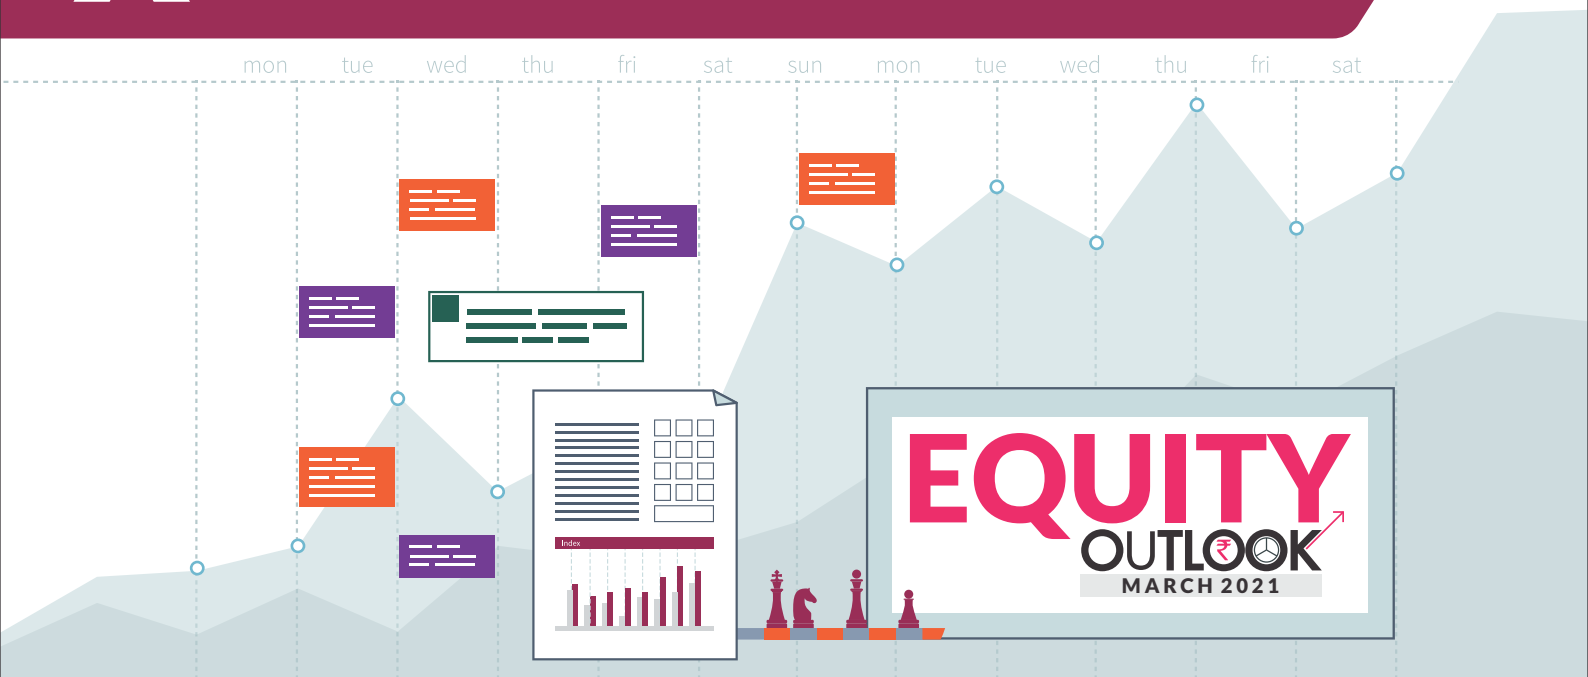 mon tue wed thu fri sat sun mon tue wed thu fri sat
Index
EQUITY
OUTLOOK
₹
MARCH 2021